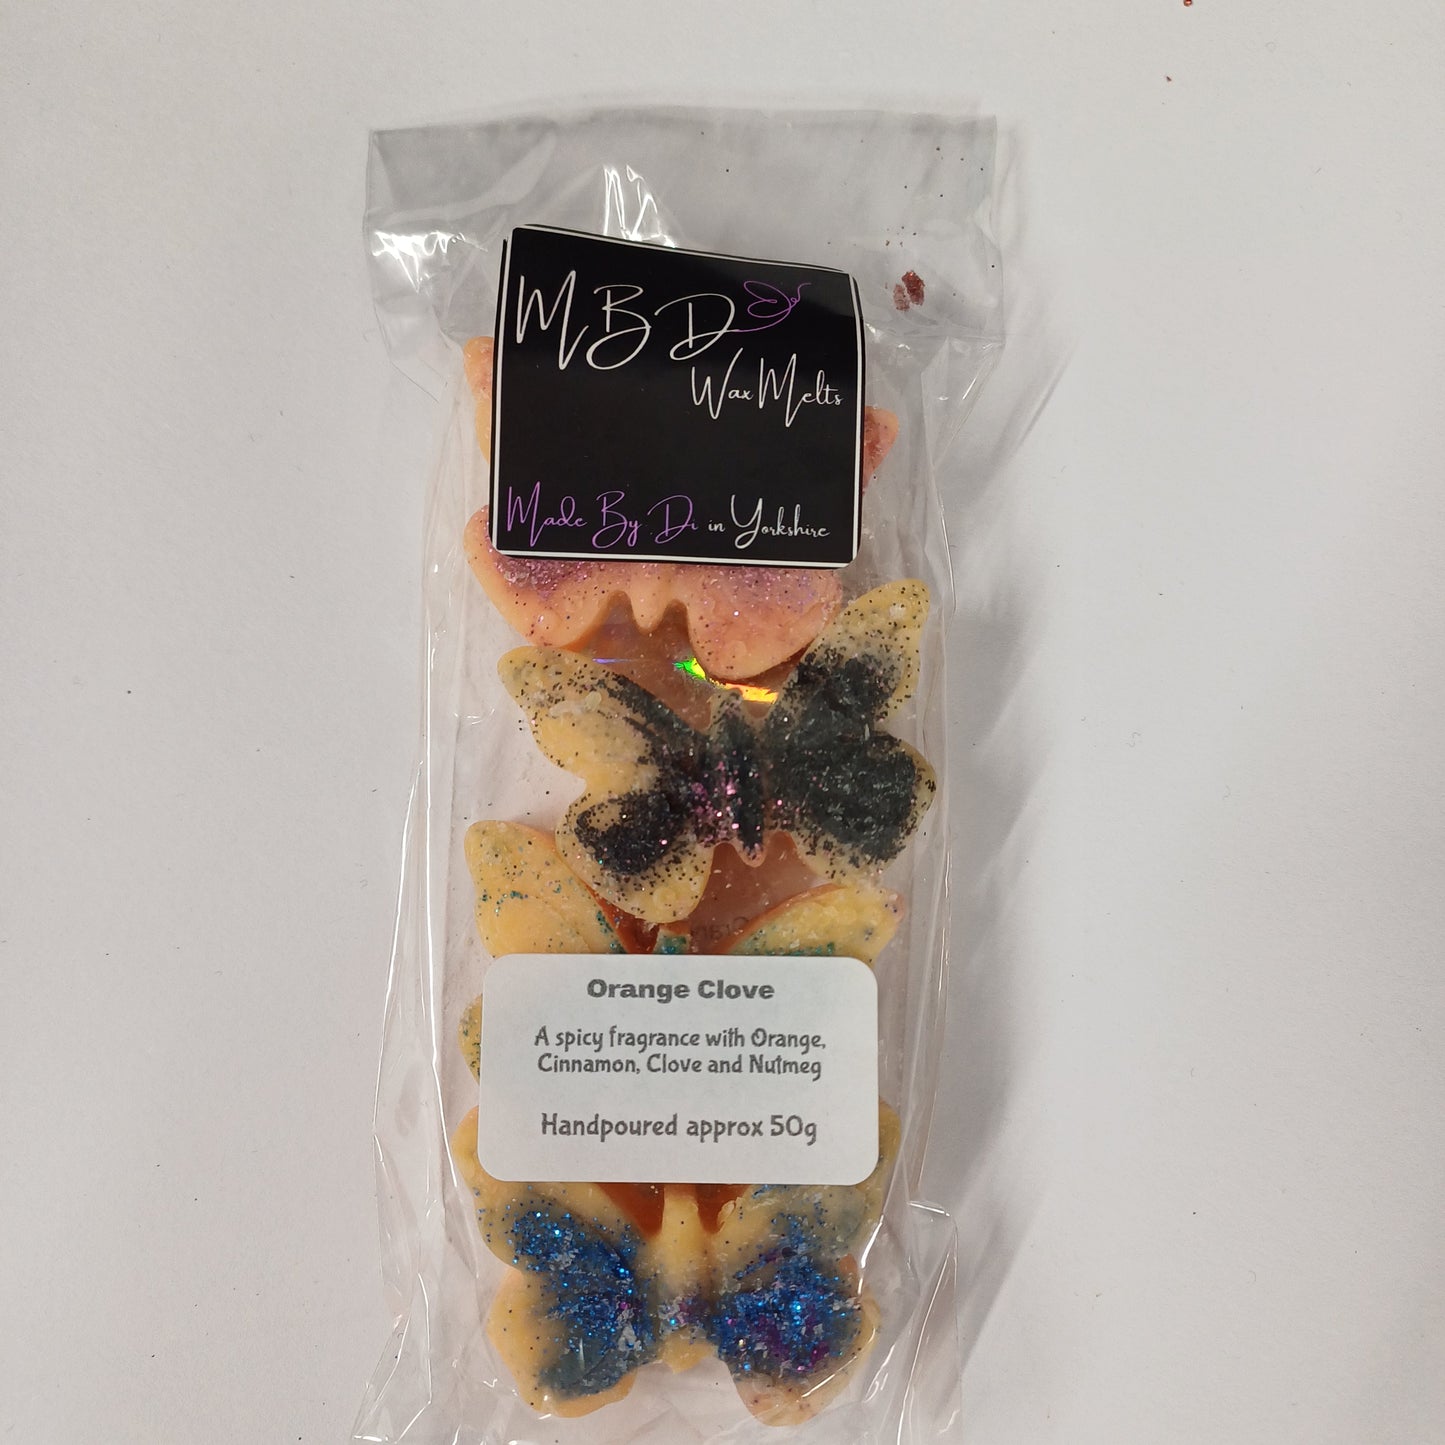 MBD
Wax Melts
Made By Di in Yorkshire
Orange Clove
A spicy fragrance with Orange,
Cinnamon, Clove and Nutmeg
Handpoured approx 50g